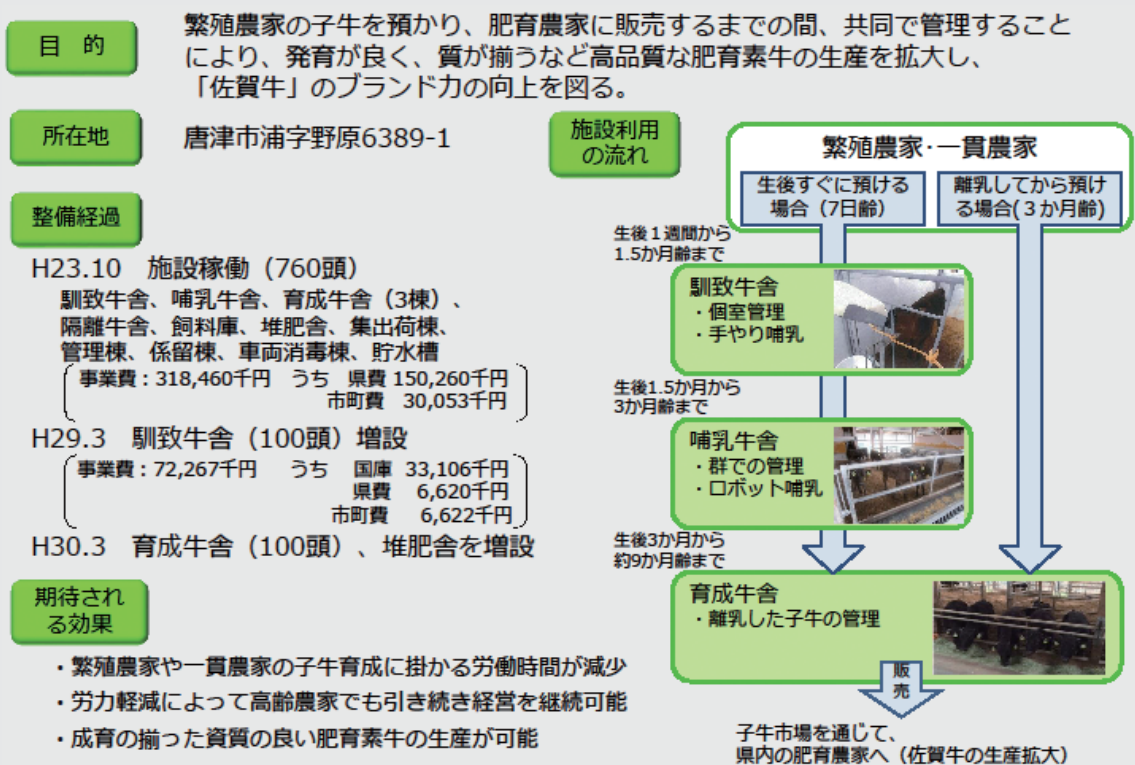 目 的
繁殖農家の子牛を預かり、肥育農家に販売するまでの間、共同で管理すること
により、発育が良く、質が揃うなど高品質な肥育素牛の生産を拡大し、
「佐賀牛」のブランド力の向上を図る。
所在地
唐津市浦字野原6389-1
整備経過
H23.10 施設稼働（760頭）
馴致牛舎、哺乳牛舎、育成牛舎（3棟）、
隔離牛舎、飼料庫、堆肥舎、集出荷棟、
管理棟、係留棟、車両消毒棟、貯水槽
事業費：318,460千円 うち 県費 150,260千円
市町費 30,053千円
H29.3 馴致牛舎（100頭）増設
事業費：72,267千円 うち 国庫 33,106千円
県費 6,620千円
市町費 6,622千円
H30.3 育成牛舎（100頭）、堆肥舎を増設
期待され
る効果
・繁殖農家や一貫農家の子牛育成に掛かる労働時間が減少
・労力軽減によって高齢農家でも引き続き経営を継続可能
・成育の揃った資質の良い肥育素牛の生産が可能
施設利用
の流れ
繁殖農家・一貫農家
生後すぐに預ける
場合（7日齢）
離乳してから預け
る場合(３か月齢)
生後１週間から
1.5か月齢まで
馴致牛舎
・個室管理
・手やり哺乳
生後1.5か月から
3か月齢まで
哺乳牛舎
・群での管理
・ロボット哺乳
生後3か月から
約9か月齢まで
育成牛舎
・離乳した子牛の管理
販
売
子牛市場を通じて、
県内の肥育農家へ（佐賀牛の生産拡大）